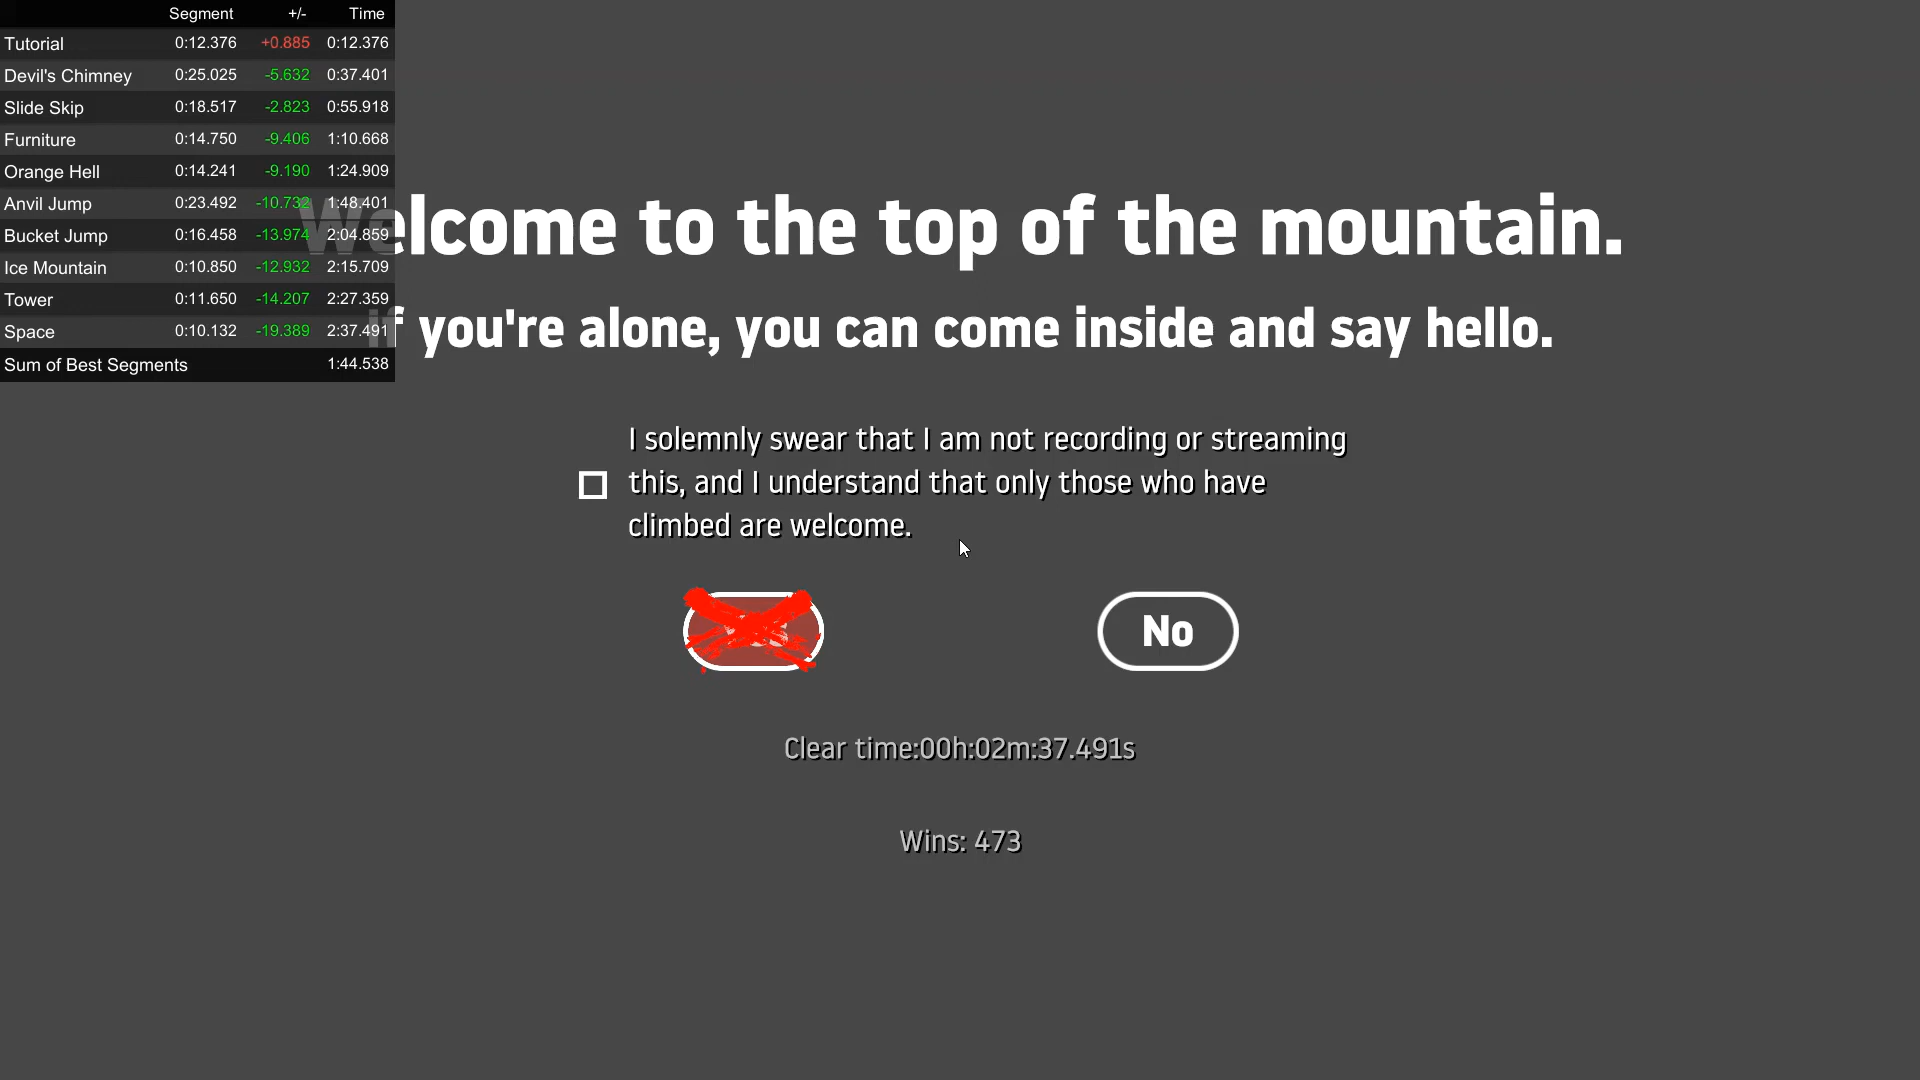 Segment +/- Time
Tutorial 0:12.376 +0.885 0:12.376
Devil's Chimney 0:25.025 -5.632 0:37.401
Slide Skip 0:18.517 -2.823 0:55.918
Furniture 0:14.750 -9.406 1:10.668
Orange Hell 0:14.241 -9.190 1:24.909
Anvil Jump 0:23.492 -10.732 1:48.401
Bucket Jump 0:16.458 -13.974 2:04.859
Ice Mountain 0:10.850 -12.932 2:15.709
Tower 0:11.650 -14.207 2:27.359
Space 0:10.132 -19.389 2:37.491
Sum of Best Segments 1:44.538
Welcome to the top of the mountain.
if you're alone, you can come inside and say hello.
I solemnly swear that I am not recording or streaming
this, and I understand that only those who have
climbed are welcome.
No
Clear time:00h:02m:37.491s
Wins: 473